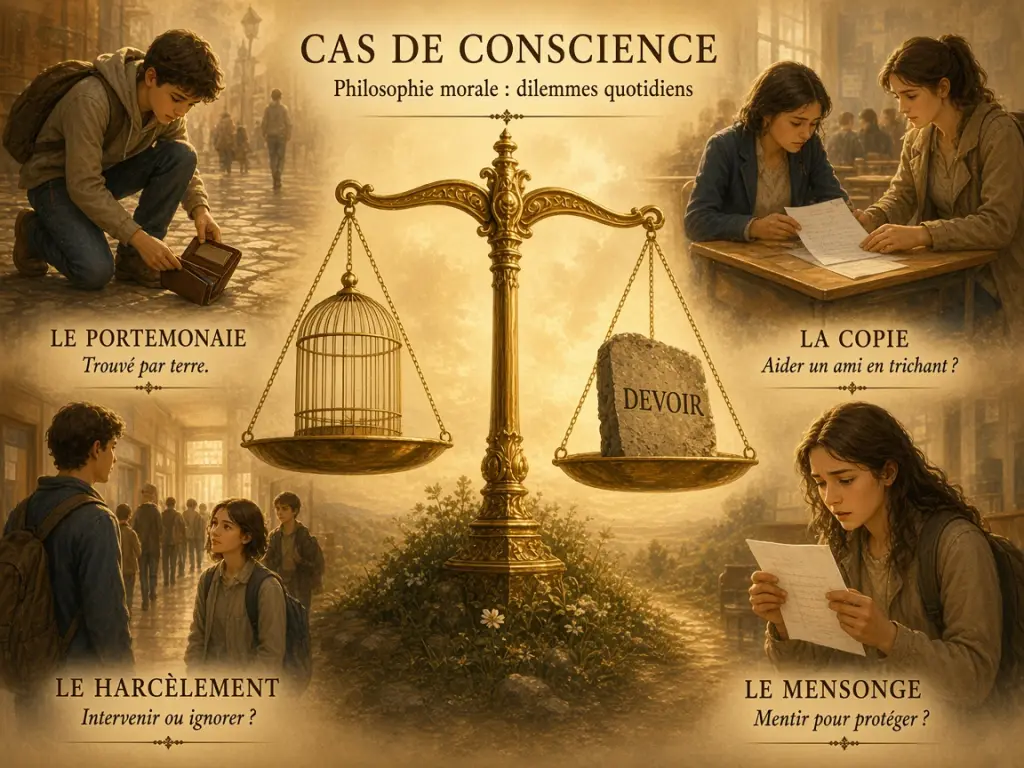 CAS DE CONSCIENCE
Philosophie morale : dilemmes quotidiens
LE PORTEMONAIE
Trouvé par terre.
LA COPIE
Aider un ami en trichant ?
DEVOIR
LE HARCÈLEMENT
Intervenir ou ignorer ?
LE MENSONGE
Mentir pour protéger ?